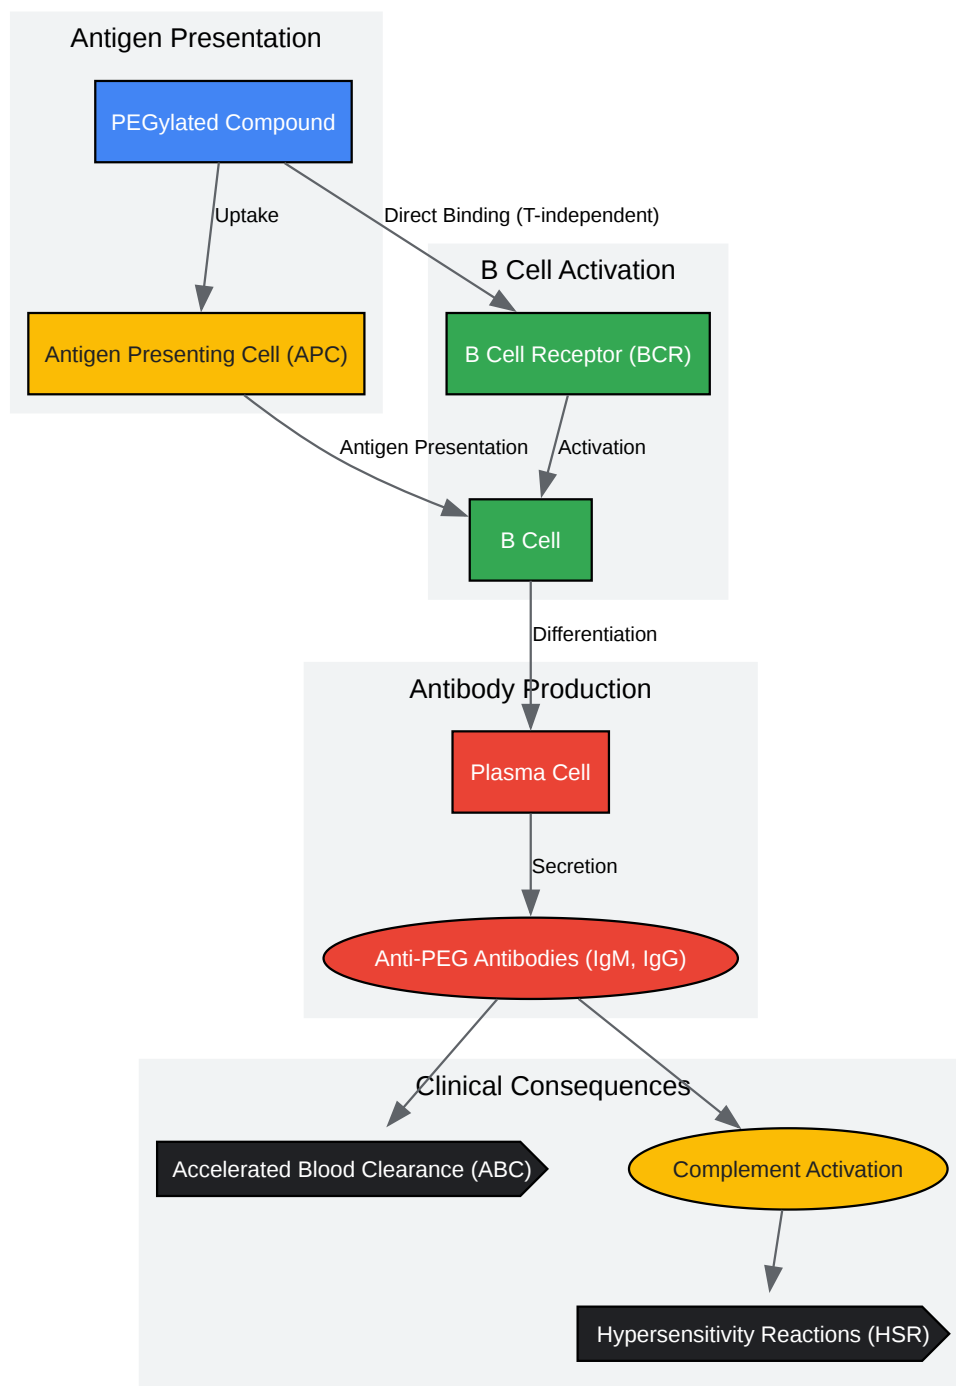 Antigen Presentation
PEGylated Compound
Uptake
Direct Binding (T-independent)
B Cell Activation
Antigen Presenting Cell (APC)
B Cell Receptor (BCR)
Antigen Presentation
Activation
B Cell
Differentiation
Antibody Production
Plasma Cell
Secretion
Anti-PEG Antibodies (IgM, IgG)
Clinical Consequences
Accelerated Blood Clearance (ABC)
Complement Activation
Hypersensitivity Reactions (HSR)